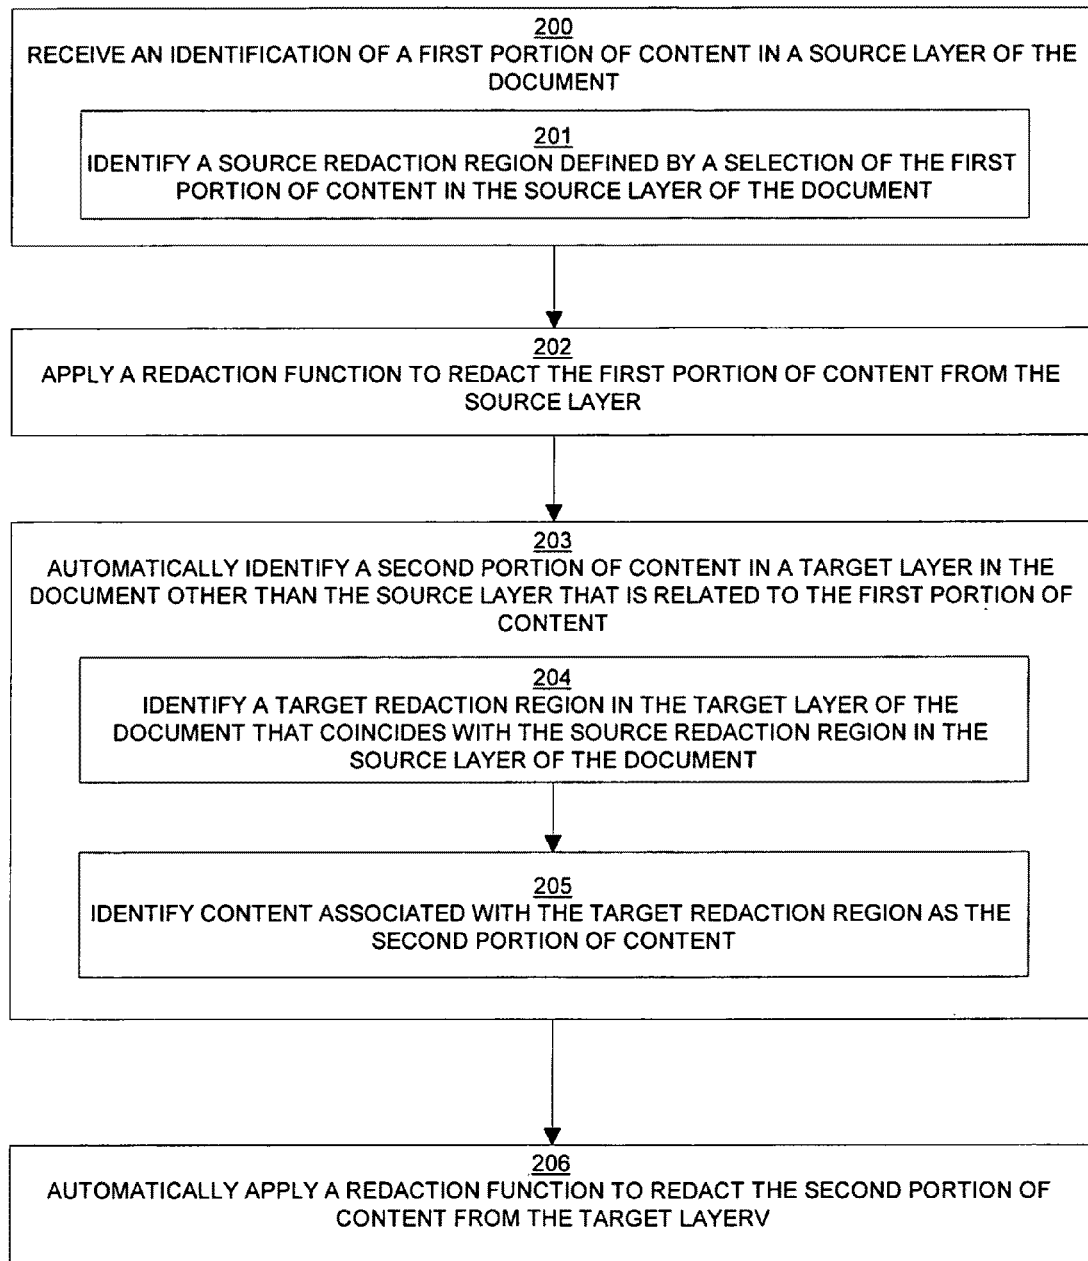 200
RECEIVE AN IDENTIFICATION OF A FIRST PORTION OF CONTENT IN A SOURCE LAYER OF THE
DOCUMENT
201
IDENTIFY A SOURCE REDACTION REGION DEFINED BY A SELECTION OF THE FIRST
PORTION OF CONTENT IN THE SOURCE LAYER OF THE DOCUMENT
202
APPLY A REDACTION FUNCTION TO REDACT THE FIRST PORTION OF CONTENT FROM THE
SOURCE LAYER
203
AUTOMATICALLY IDENTIFY A SECOND PORTION OF CONTENT IN A TARGET LAYER IN THE
DOCUMENT OTHER THAN THE SOURCE LAYER THAT IS RELATED TO THE FIRST PORTION OF
CONTENT
204
IDENTIFY A TARGET REDACTION REGION IN THE TARGET LAYER OF THE
DOCUMENT THAT COINCIDES WITH THE SOURCE REDACTION REGION IN THE
SOURCE LAYER OF THE DOCUMENT
205
IDENTIFY CONTENT ASSOCIATED WITH THE TARGET REDACTION REGION AS THE
SECOND PORTION OF CONTENT
206
AUTOMATICALLY APPLY A REDACTION FUNCTION TO REDACT THE SECOND PORTION OF
CONTENT FROM THE TARGET LAYERV